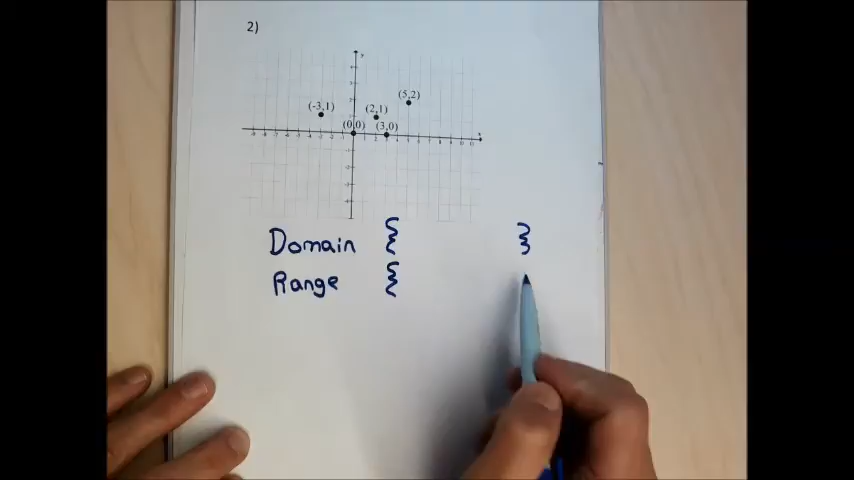 2)
y
(5,2)
(-3,1) (2,1)
(0,0) (3,0)
x
Domain { }
Range {